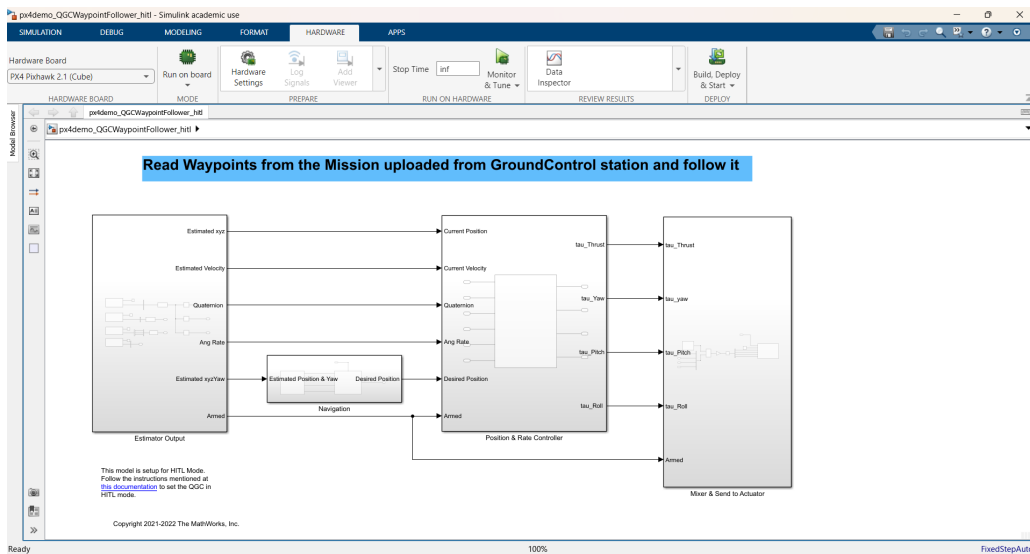 px4demo_QGCWaypointFollower_hitl - Simulink academic use
SIMULATION DEBUG MODELING FORMAT HARDWARE APPS
Hardware Board
PX4 Pixhawk 2.1 (Cube)
Run on board
Hardware Settings
Log Signals
Add Viewer
Stop Time inf
Monitor & Tune
Data Inspector
Build, Deploy & Start
HARDWARE BOARD MODE PREPARE RUN ON HARDWARE REVIEW RESULTS DEPLOY
Model Browser
px4demo_QGCWaypointFollower_hitl
px4demo_QGCWaypointFollower_hitl
Read Waypoints from the Mission uploaded from GroundControl station and follow it
Estimated xyz
Estimated Velocity
Quaternion
Ang Rate
Estimated xyzYaw
Armed
Estimator Output
Estimated Position & Yaw Desired Position
Navigation
Current Position
Current Velocity
Quaternion
Ang Rate
Desired Position
Armed
tau_Thrust
tau_Yaw
tau_Pitch
tau_Roll
Position & Rate Controller
tau_Thrust
tau_yaw
tau_Pitch
tau_Roll
Armed
Mixer & Send to Actuator
This model is setup for HITL Mode.
Follow the instructions mentioned at
this documentation to set the QGC in
HITL mode.
Copyright 2021-2022 The MathWorks, Inc.
Ready 100% FixedStepAuto